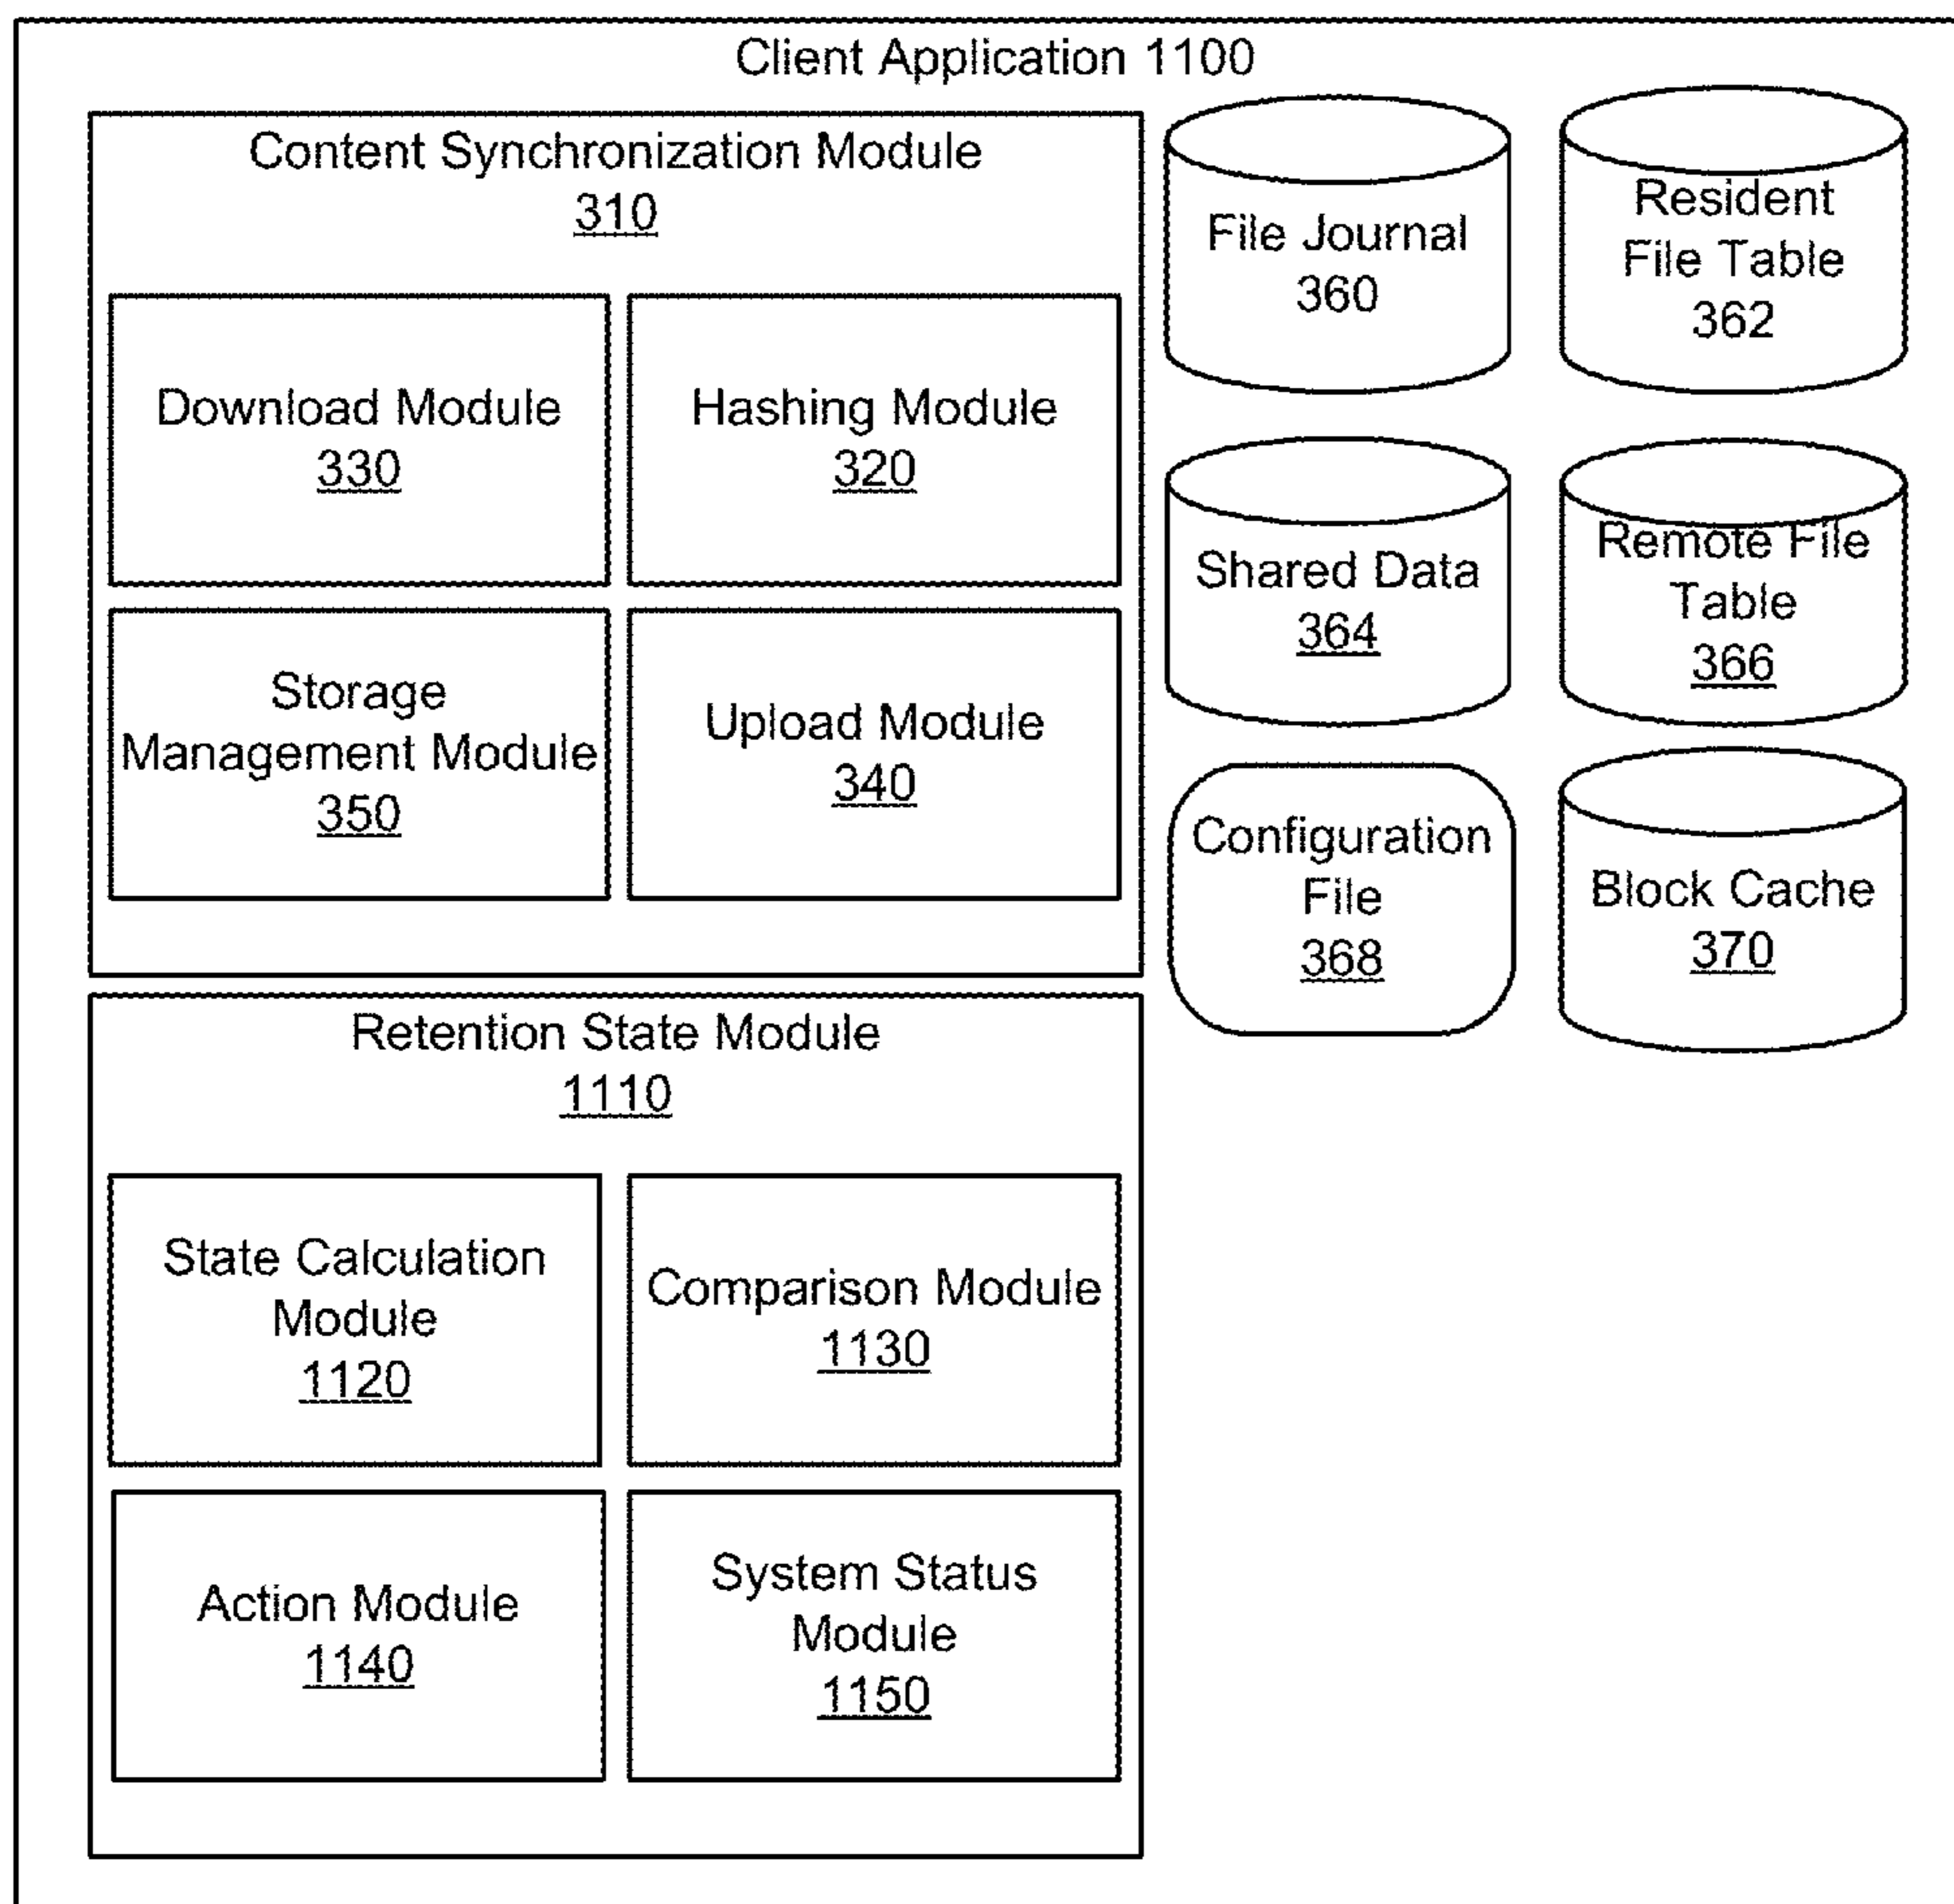 Client Application 1100
Content Synchronization Module
310
Download Module
330
Hashing Module
320
Storage
Management Module
350
Upload Module
340
File Journal
360
Resident
File Table
362
Shared Data
364
Remote File
Table
366
Configuration
File
368
Block Cache
370
Retention State Module
1110
State Calculation
Module
1120
Comparison Module
1130
Action Module
1140
System Status
Module
1150